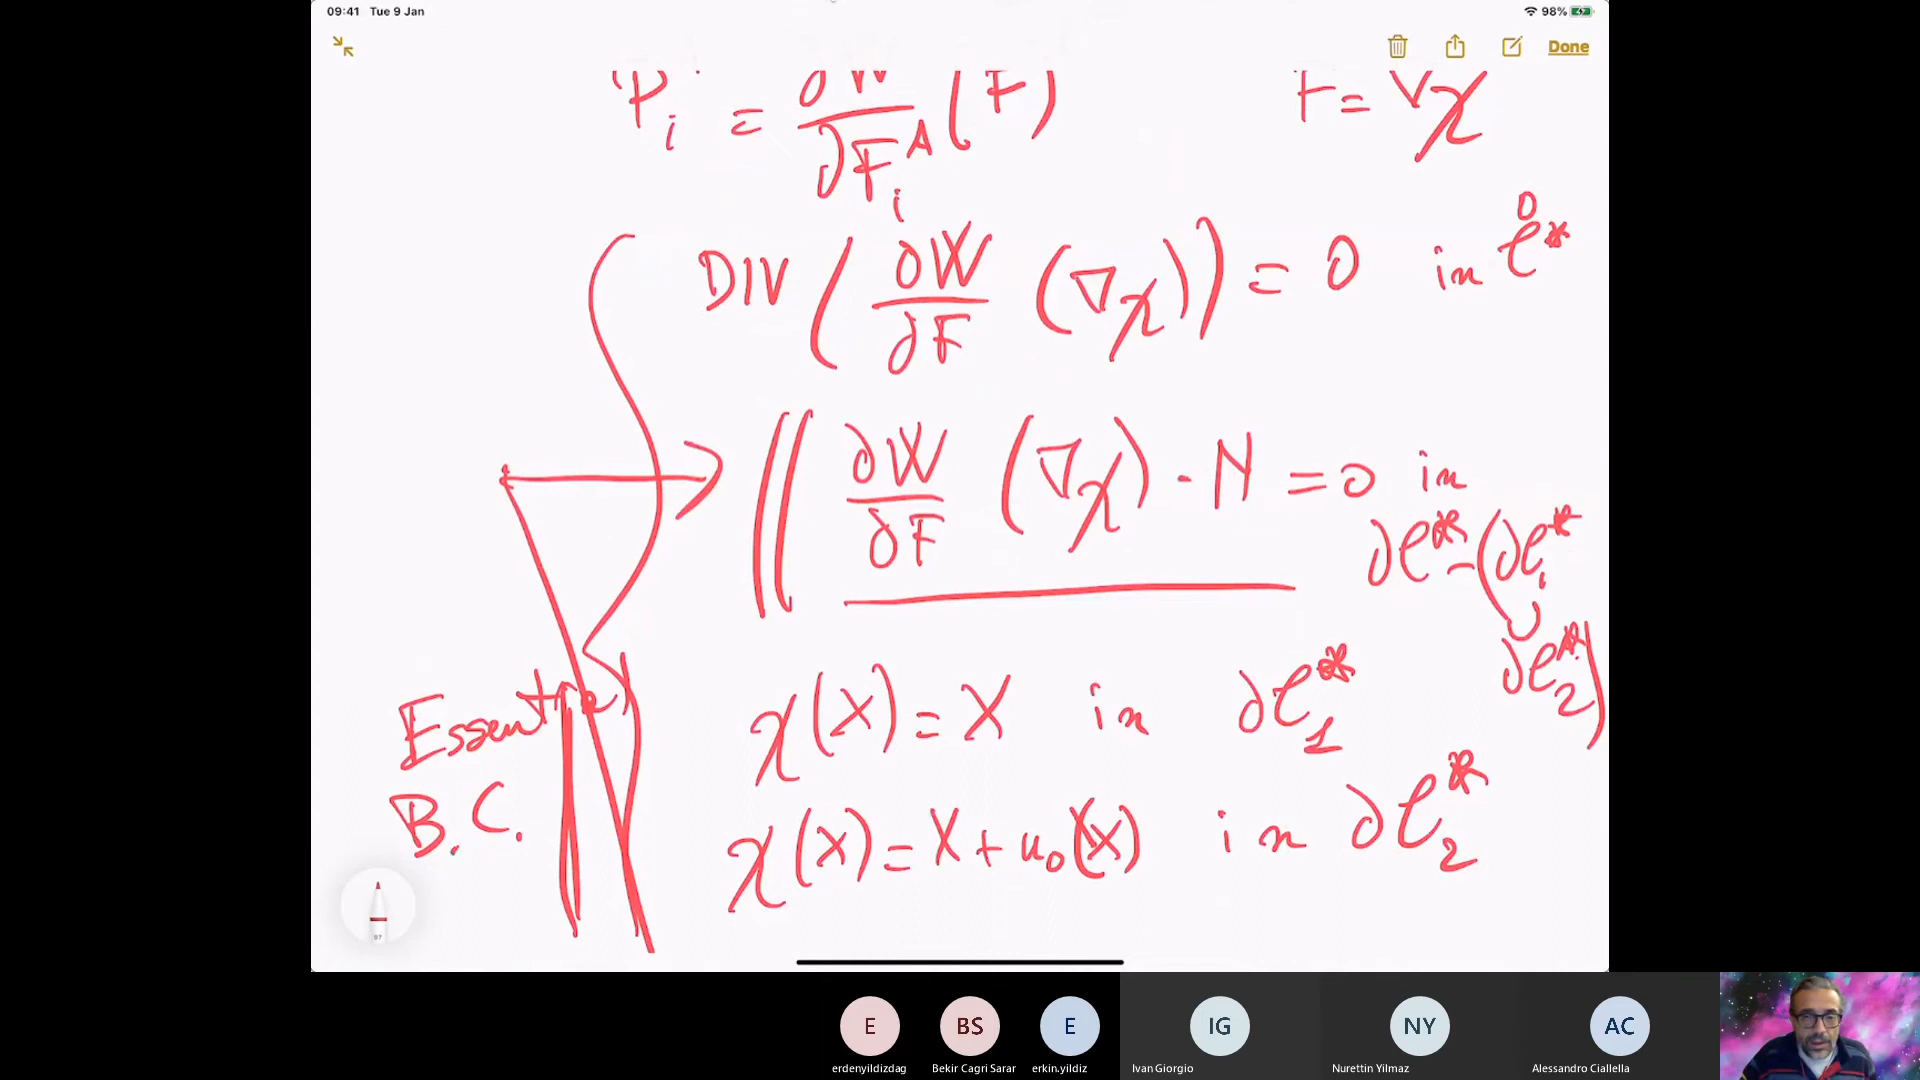 09:41 Tue 9 Jan
98%
Done
P_i = ∂W/∂F_i^A (F) F = ∇χ
DIV ( ∂W/∂F (∇χ) ) = 0 in C̊*
∂W/∂F (∇χ) · N = 0 in
∂C* - (∂C*_1 ∪ ∂C*_2)
Essential B.C.
χ(X) = X in ∂C*_1
χ(X) = X + u_0(X) in ∂C*_2
97
E BS E IG NY AC
erdenyildizdag Bekir Cagri Sarar erkin.yildiz Ivan Giorgio Nurettin Yilmaz Alessandro Ciallella